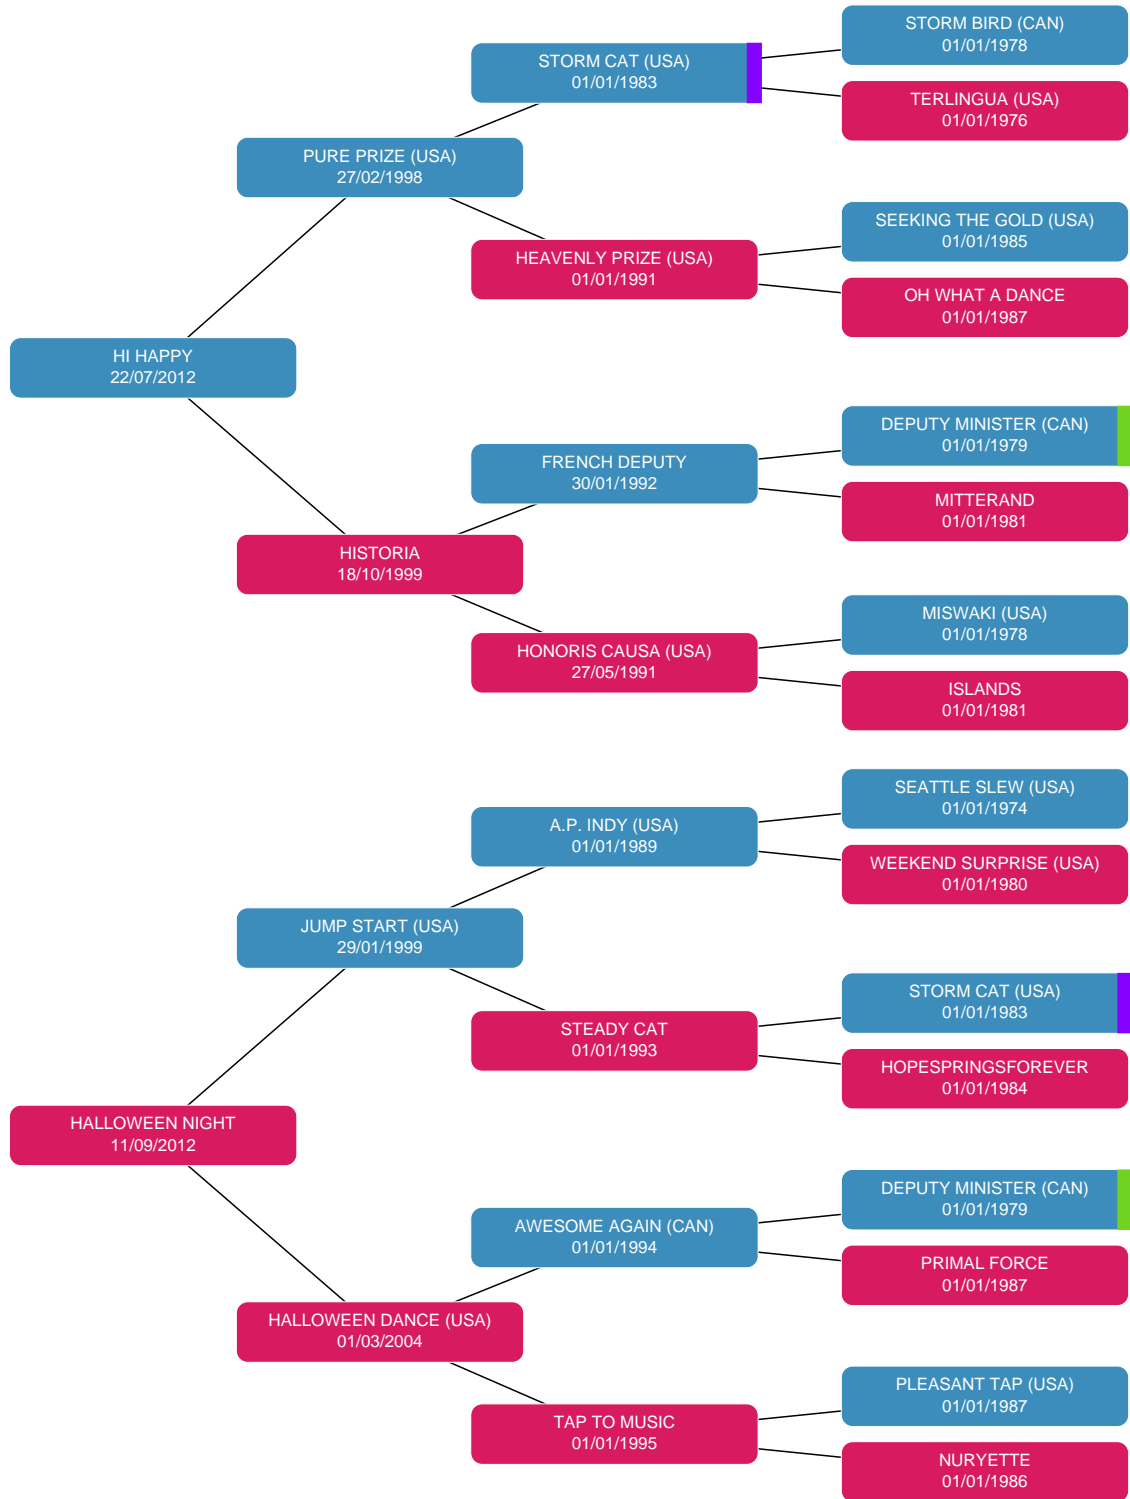 STORM BIRD (CAN)
01/01/1978
STORM CAT (USA)
01/01/1983
TERLINGUA (USA)
01/01/1976
PURE PRIZE (USA)
27/02/1998
SEEKING THE GOLD (USA)
01/01/1985
HEAVENLY PRIZE (USA)
01/01/1991
OH WHAT A DANCE
01/01/1987
HI HAPPY
22/07/2012
DEPUTY MINISTER (CAN)
01/01/1979
FRENCH DEPUTY
30/01/1992
MITTERAND
01/01/1981
HISTORIA
18/10/1999
MISWAKI (USA)
01/01/1978
HONORIS CAUSA (USA)
27/05/1991
ISLANDS
01/01/1981
SEATTLE SLEW (USA)
01/01/1974
A.P. INDY (USA)
01/01/1989
WEEKEND SURPRISE (USA)
01/01/1980
JUMP START (USA)
29/01/1999
STORM CAT (USA)
01/01/1983
STEADY CAT
01/01/1993
HOPESPRINGSFOREVER
01/01/1984
HALLOWEEN NIGHT
11/09/2012
DEPUTY MINISTER (CAN)
01/01/1979
AWESOME AGAIN (CAN)
01/01/1994
PRIMAL FORCE
01/01/1987
HALLOWEEN DANCE (USA)
01/03/2004
PLEASANT TAP (USA)
01/01/1987
TAP TO MUSIC
01/01/1995
NURYETTE
01/01/1986